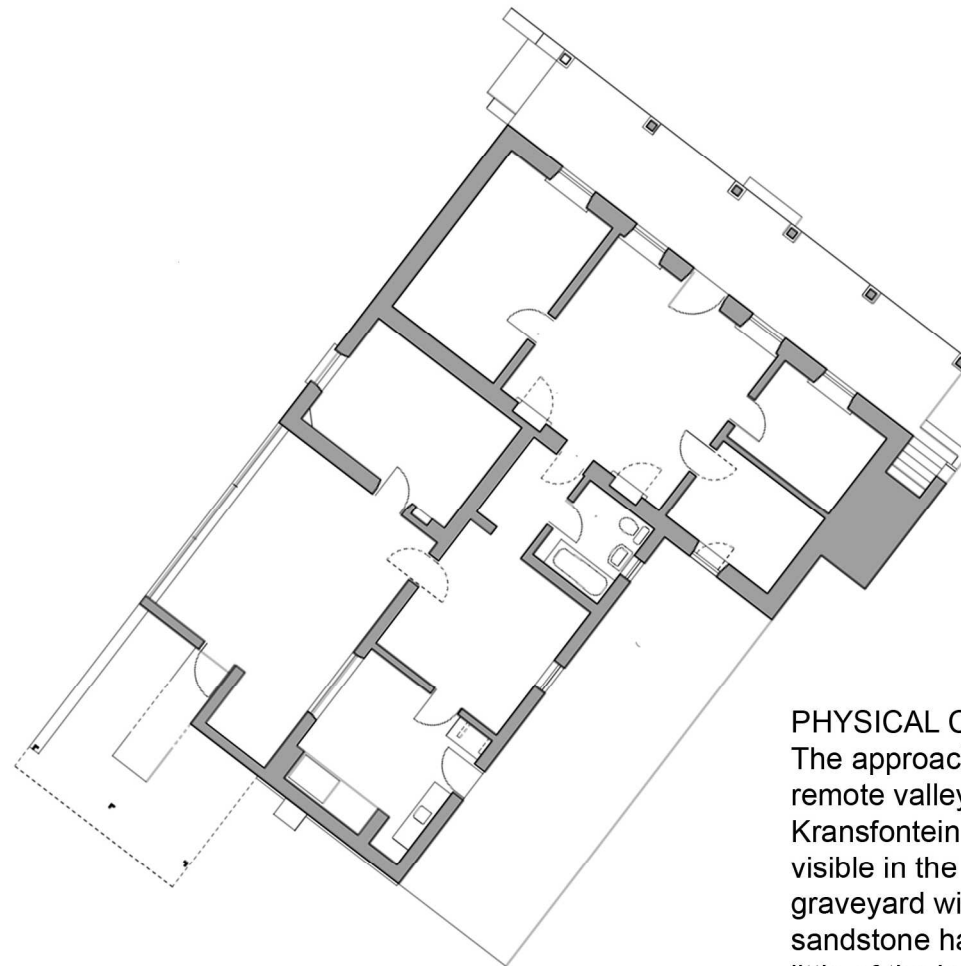 PHYSICAL
The approac
remote valley
Kransfontein
visible in the
graveyard wi
sandstone ha